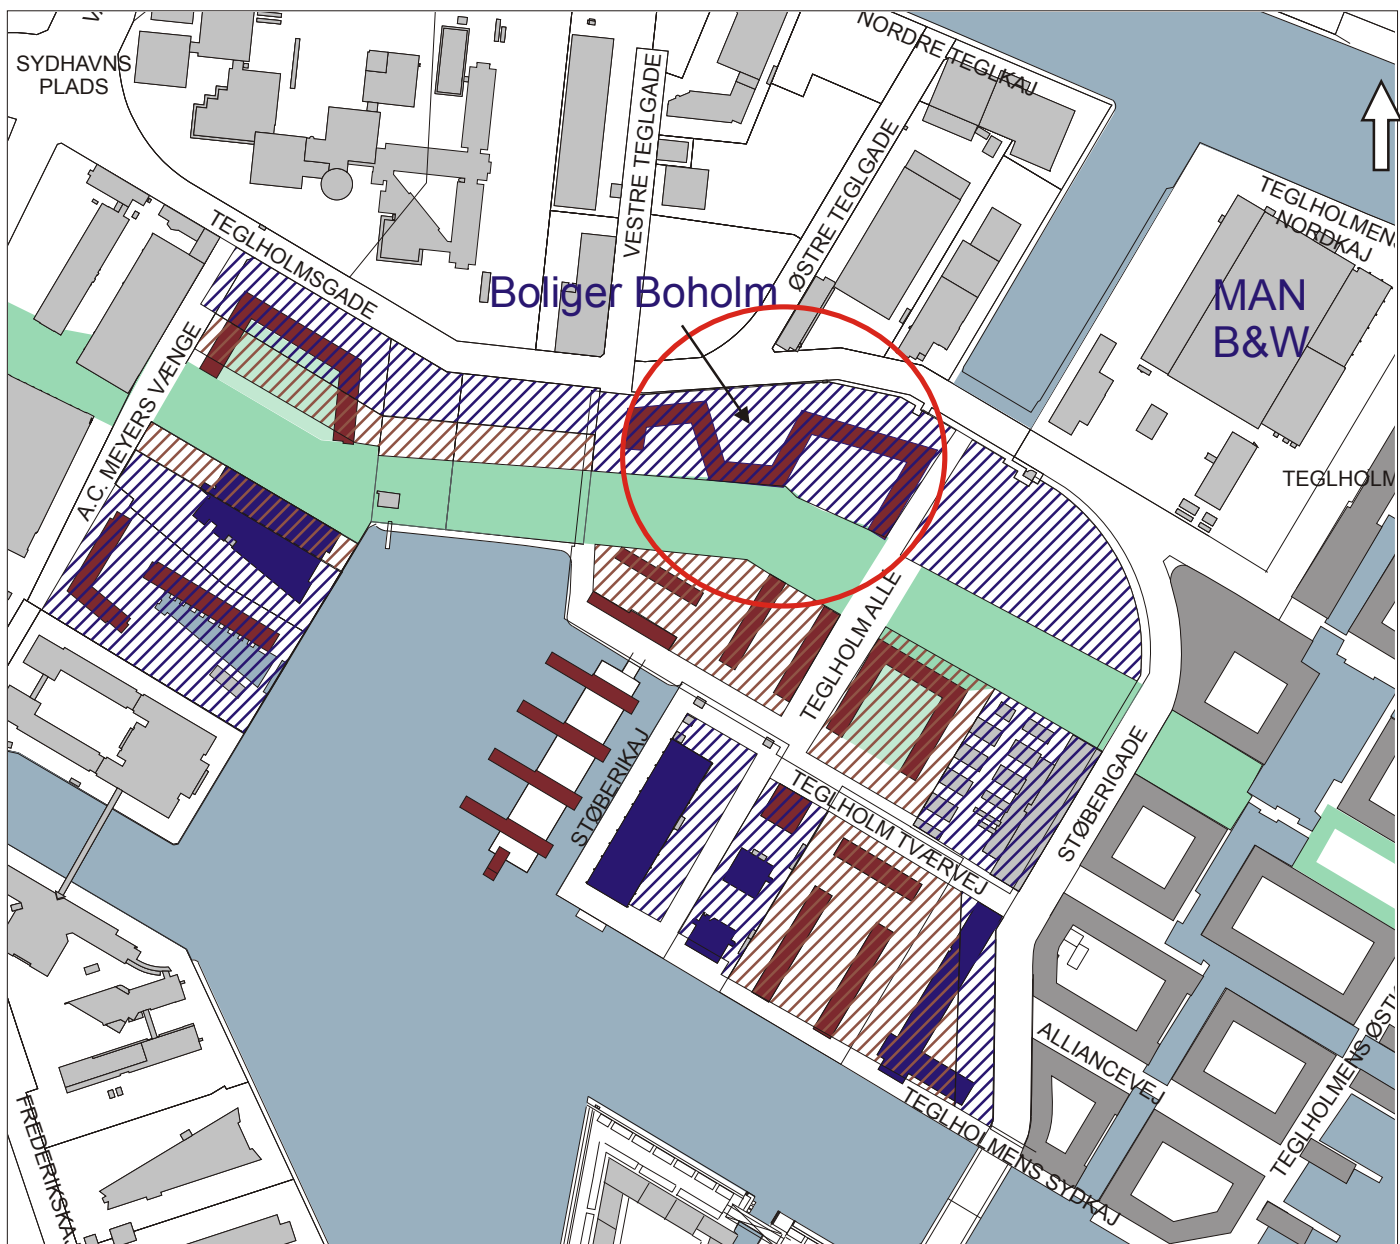 NORDRE TEGLKAJ
SYDHAVNS
PLADS
VESTRE TEGLGADE
ØSTRE TEGLGADE
TEGLHOLMEN
NORDKAJ
TEGLHOLMSGADE
Boliger Boholm
MAN
B&W
A.C. MEYERS VÆNGE
TEGLHOLM
TEGLHOLM ALLE
STØBERIKAJ
TEGLHOLM TVÆRVEJ
STØBERIGADE
ALLIANCEVEJ
TEGLHOLMENS ØST
TEGLHOLMENS SYDKAJ
FREDERIKSKA